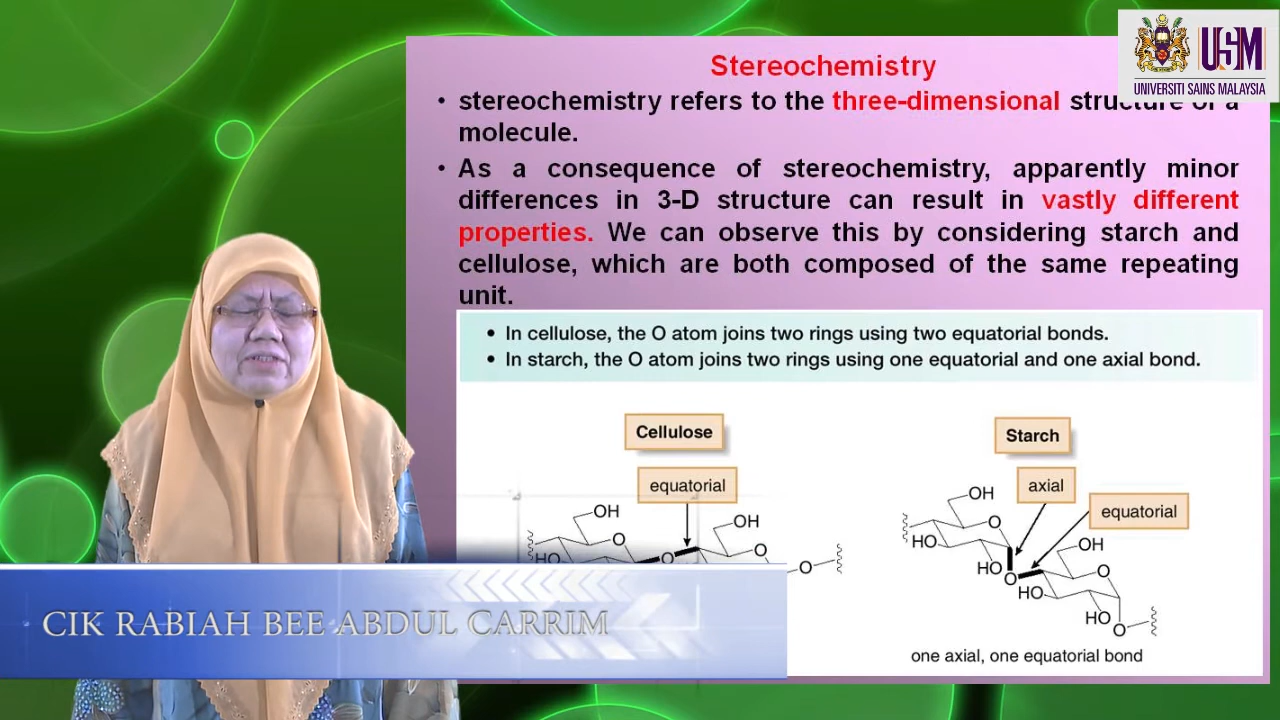 USM
UNIVERSITI SAINS MALAYSIA
Stereochemistry
• stereochemistry refers to the three-dimensional structure of a
molecule.
• As a consequence of stereochemistry, apparently minor
differences in 3-D structure can result in vastly different
properties. We can observe this by considering starch and
cellulose, which are both composed of the same repeating
unit.
• In cellulose, the O atom joins two rings using two equatorial bonds.
• In starch, the O atom joins two rings using one equatorial and one axial bond.
Cellulose
equatorial
OH
OH
O
O
HO
O
O
Starch
axial
equatorial
OH
O
HO
OH
HO
O
O
HO
HO
O
one axial, one equatorial bond
CIK RABIAH BEE ABDUL CARRIM